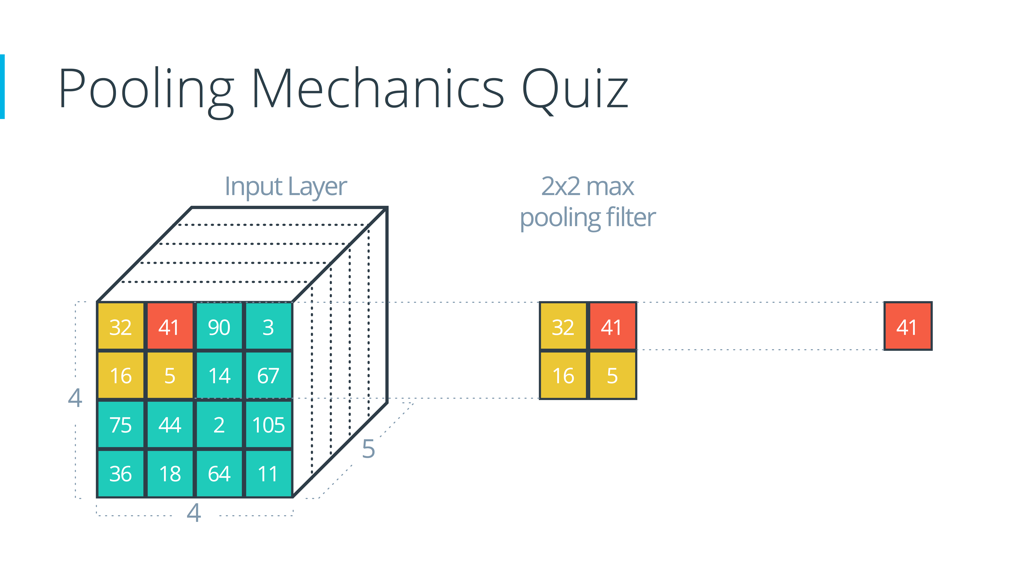 Pooling Mechanics Quiz
Input Layer
2x2 max
pooling filter
32 41 90 3
16 5 14 67
75 44 2 105
36 18 64 11
4
4
5
32 41
16 5
41